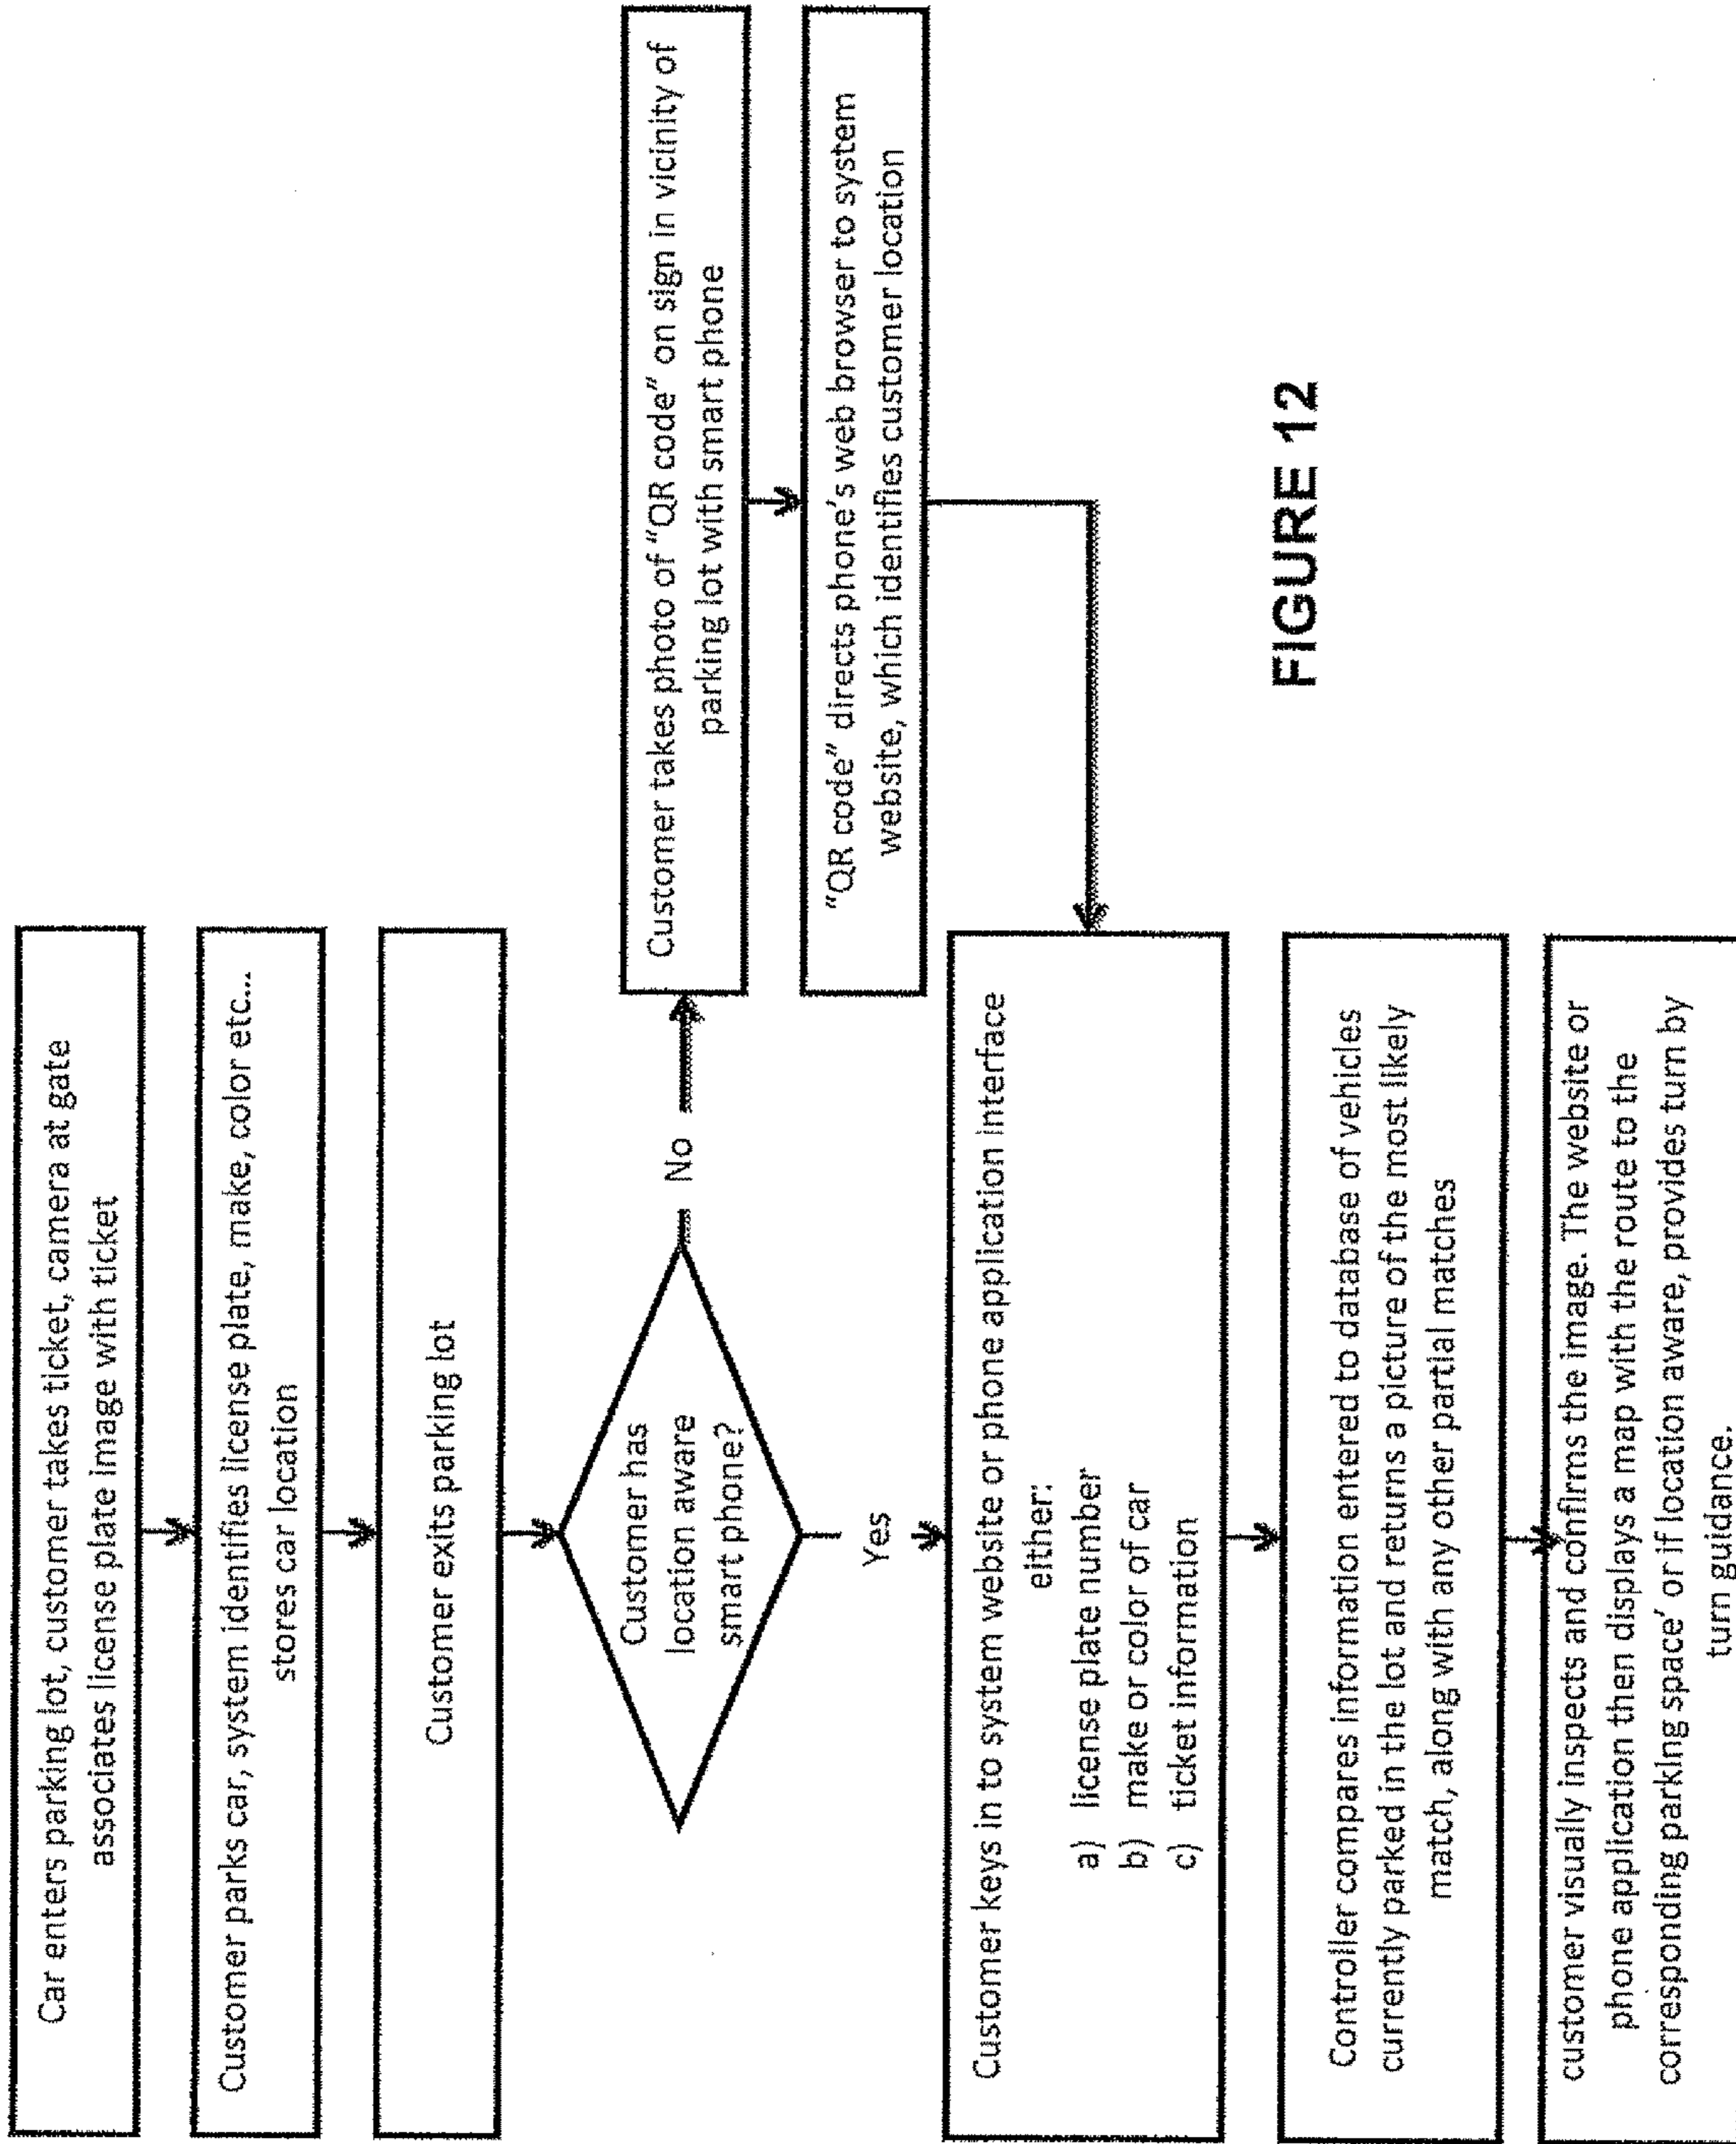 Car enters parking lot, customer takes ticket, camera at gate
associates license plate image with ticket
Customer parks car, system identifies license plate, make, color etc...
stores car location
Customer exits parking lot
Customer has
location aware
smart phone?
No
Customer takes photo of "QR code" on sign in vicinity of
parking lot with smart phone
"QR code" directs phone's web browser to system
website, which identifies customer location
Yes
Customer keys in to system website or phone application interface
either:
a) license plate number
b) make or color of car
c) ticket information
Controller compares information entered to database of vehicles
currently parked in the lot and returns a picture of the most likely
match, along with any other partial matches
customer visually inspects and confirms the image. The website or
phone application then displays a map with the route to the
corresponding parking space' or if location aware, provides turn by
turn guidance.
FIGURE 12